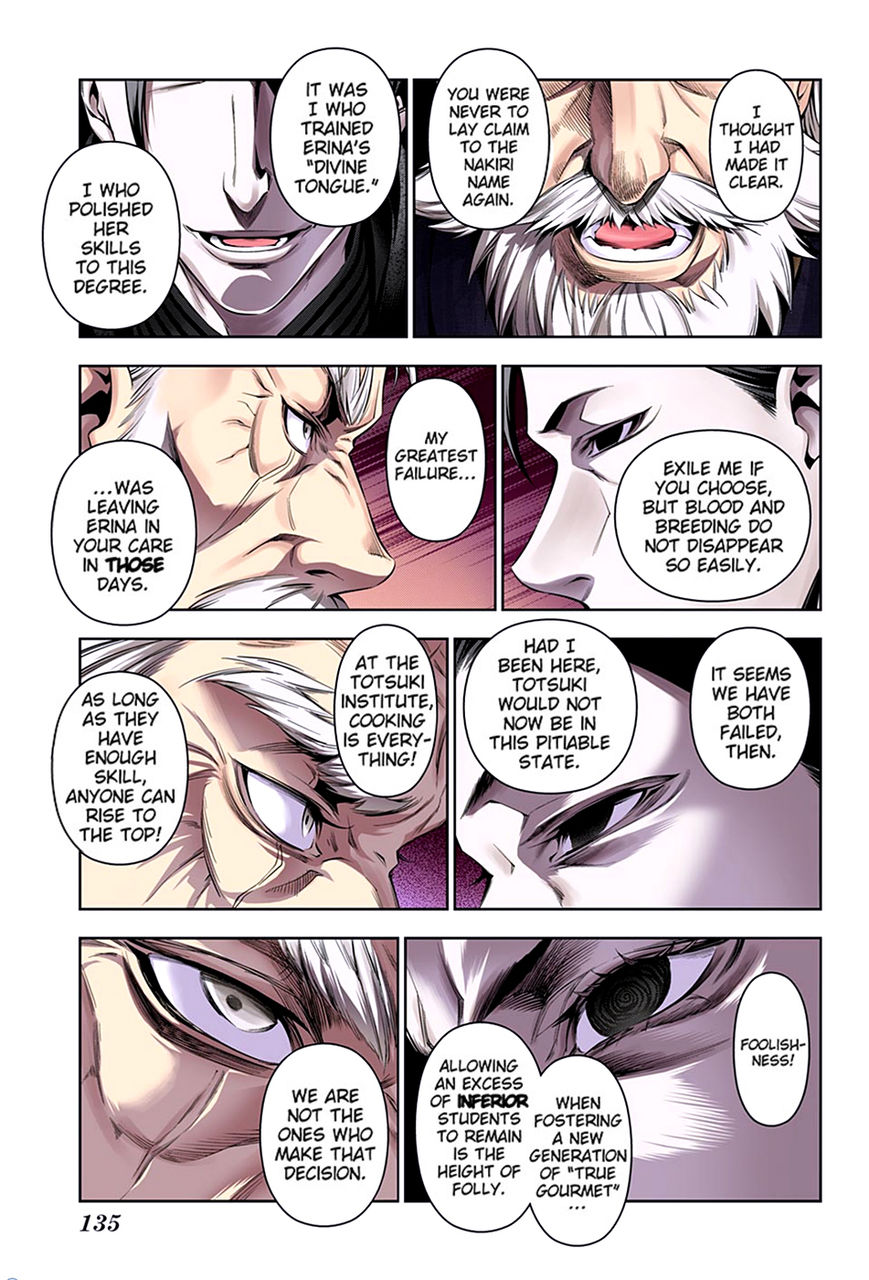 I
THOUGHT
I HAD
MADE IT
CLEAR.
YOU WERE
NEVER TO
LAY CLAIM
TO THE
NAKIRI
NAME
AGAIN.
IT WAS
I WHO
TRAINED
ERINA'S
"DIVINE
TONGUE."
I WHO
POLISHED
HER
SKILLS
TO THIS
DEGREE.
EXILE ME IF
YOU CHOOSE,
BUT BLOOD AND
BREEDING DO
NOT DISAPPEAR
SO EASILY.
MY
GREATEST
FAILURE...
...WAS
LEAVING
ERINA IN
YOUR CARE
IN THOSE
DAYS.
IT SEEMS
WE HAVE
BOTH
FAILED,
THEN.
HAD I
BEEN HERE,
TOTSUKI
WOULD NOT
NOW BE IN
THIS PITIABLE
STATE.
AT THE
TOTSUKI
INSTITUTE,
COOKING
IS EVERY-
THING!
AS LONG
AS THEY
HAVE
ENOUGH
SKILL,
ANYONE CAN
RISE TO
THE TOP!
FOOLISH-
NESS!
WHEN
FOSTERING
A NEW
GENERATION
OF "TRUE
GOURMET"
...
ALLOWING
AN EXCESS
OF INFERIOR
STUDENTS
TO REMAIN
IS THE
HEIGHT OF
FOLLY.
WE ARE
NOT THE
ONES WHO
MAKE THAT
DECISION.
135